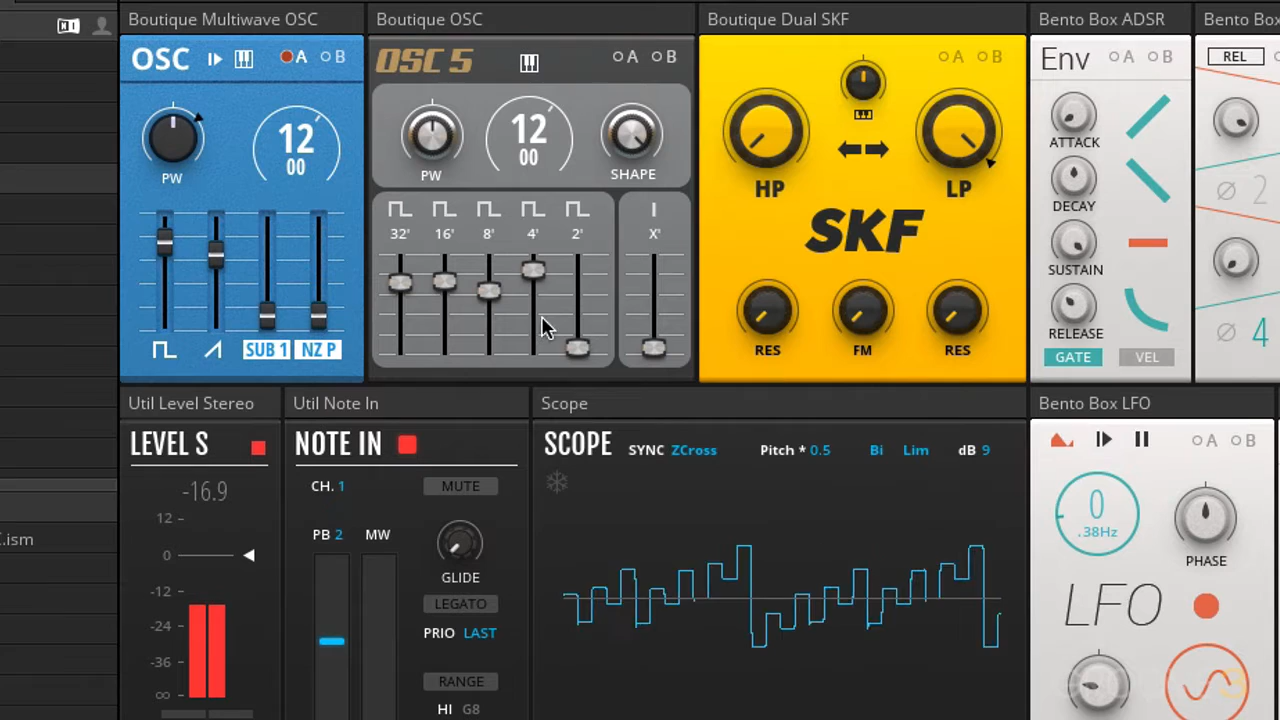 Boutique Multiwave OSC
Boutique OSC
Boutique Dual SKF
Bento Box ADSR
Bento Box
NI
OSC
A B
OSC 5
A B
A B
Env
A B
REL
PW
12
00
PW
12
00
SHAPE
HP
LP
SKF
ATTACK
DECAY
SUSTAIN
RELEASE
GATE
VEL
Ø 2
Ø 4
32'
16'
8'
4'
2'
X'
SUB 1
NZ P
RES
FM
RES
Util Level Stereo
Util Note In
Scope
Bento Box LFO
LEVEL S
-16.9
12
0
-12
-24
-36
∞
NOTE IN
CH. 1
MUTE
PB 2
MW
GLIDE
LEGATO
PRIO LAST
RANGE
HI G8
SCOPE
SYNC ZCross
Pitch * 0.5
Bi
Lim
dB 9
A B
0
.38Hz
PHASE
LFO
.ism